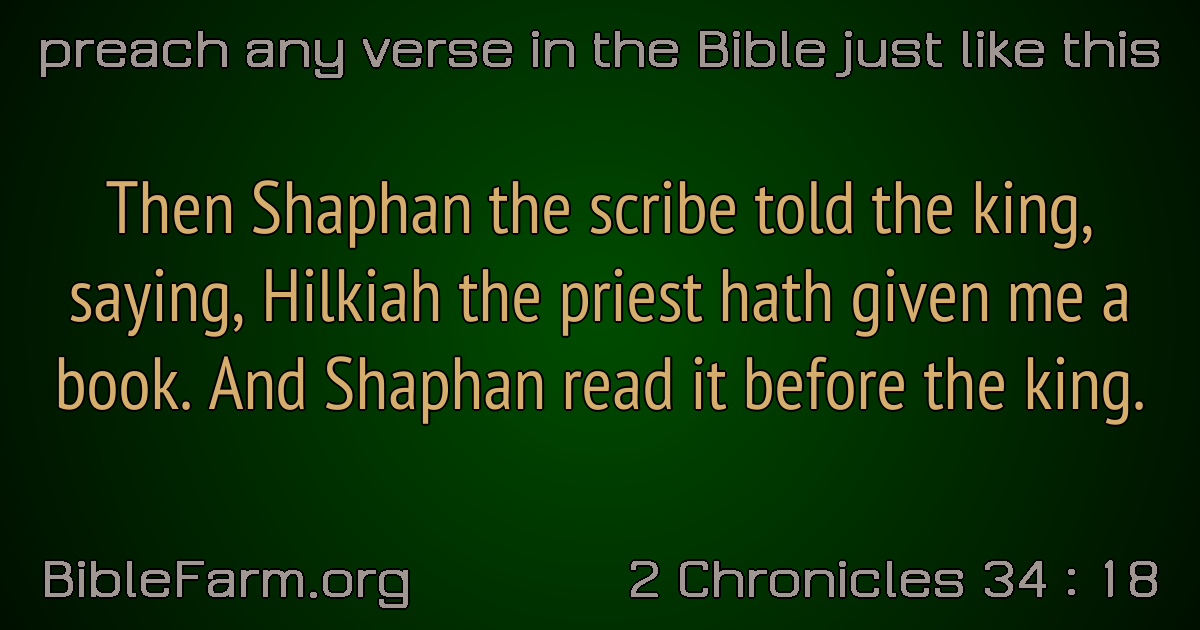 preach any verse in the Bible just like this
Then Shaphan the scribe told the king,
saying, Hilkiah the priest hath given me a
book. And Shaphan read it before the king.
BibleFarm.org
2 Chronicles 34 : 18